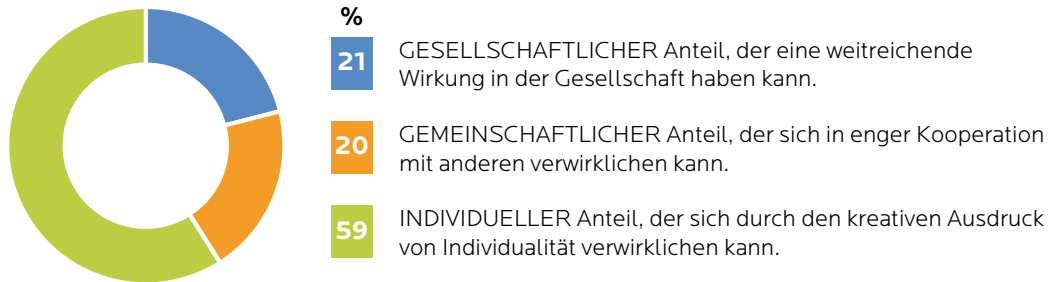 %
21
GESELLSCHAFTLICHER Anteil, der eine weitreichende
Wirkung in der Gesellschaft haben kann.
20
GEMEINSCHAFTLICHER Anteil, der sich in enger Kooperation
mit anderen verwirklichen kann.
59
INDIVIDUELLER Anteil, der sich durch den kreativen Ausdruck
von Individualität verwirklichen kann.